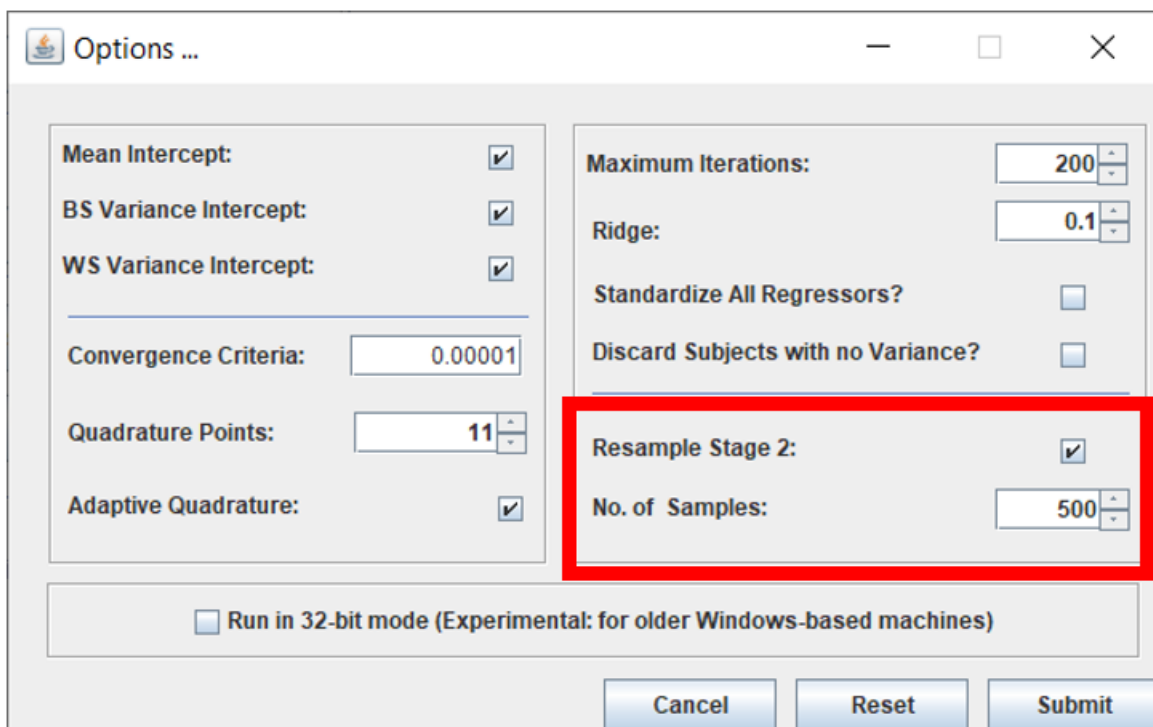 Options ...
Mean Intercept:
BS Variance Intercept:
WS Variance Intercept:
Convergence Criteria: 0.00001
Quadrature Points: 11
Adaptive Quadrature:
Maximum Iterations: 200
Ridge: 0.1
Standardize All Regressors?
Discard Subjects with no Variance?
Resample Stage 2:
No. of Samples: 500
Run in 32-bit mode (Experimental: for older Windows-based machines)
Cancel Reset Submit